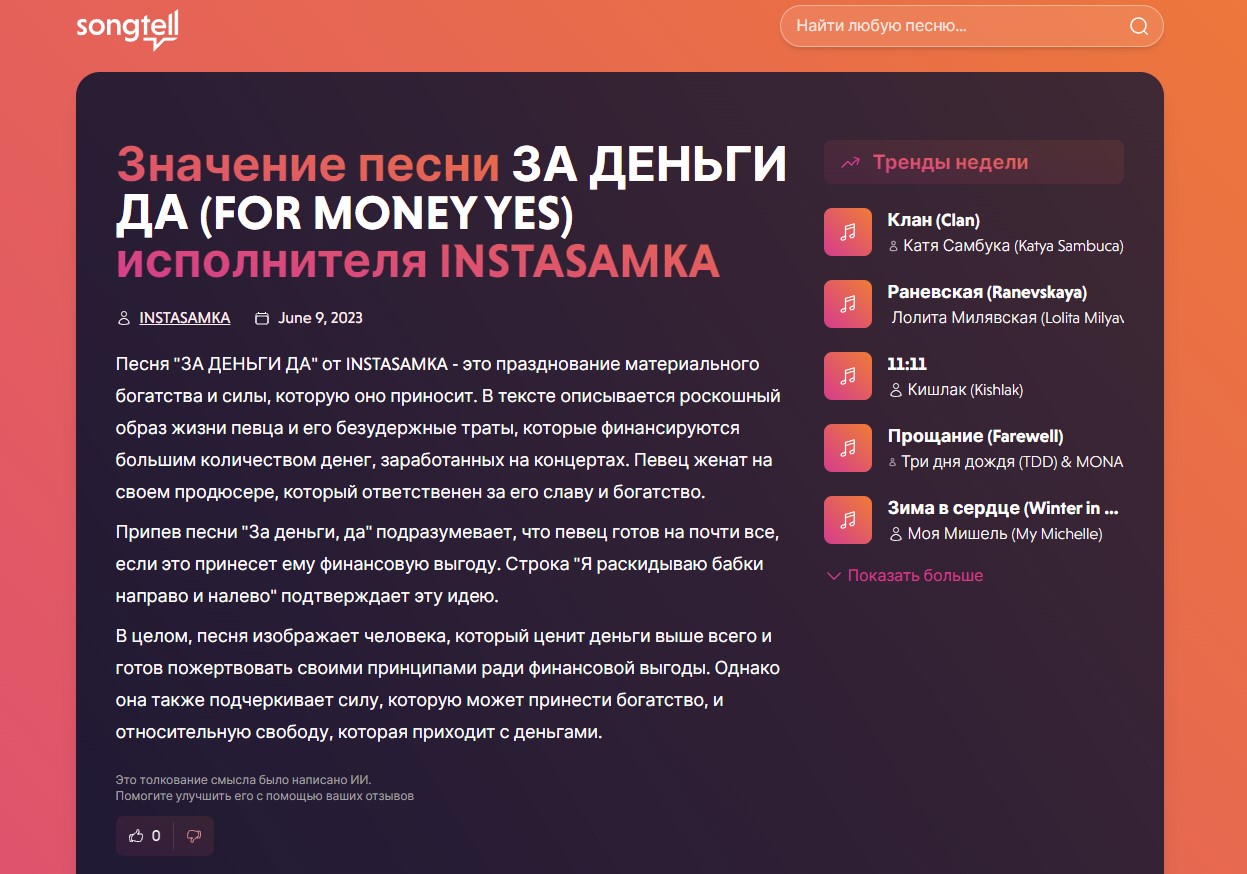 songtell
Найти любую песню...
Значение песни ЗА ДЕНЬГИ
ДА (FOR MONEY YES)
исполнителя INSTASAMKA
INSTASAMKA June 9, 2023
Песня "ЗА ДЕНЬГИ ДА" от INSTASAMKA - это празднование материального
богатства и силы, которую оно приносит. В тексте описывается роскошный
образ жизни певца и его безудержные траты, которые финансируются
большим количеством денег, заработанных на концертах. Певец женат на
своем продюсере, который ответственен за его славу и богатство.
Припев песни "За деньги, да" подразумевает, что певец готов на почти все,
если это принесет ему финансовую выгоду. Строка "Я раскидываю бабки
направо и налево" подтверждает эту идею.
В целом, песня изображает человека, который ценит деньги выше всего и
готов пожертвовать своими принципами ради финансовой выгоды. Однако
она также подчеркивает силу, которую может принести богатство, и
относительную свободу, которая приходит с деньгами.
Это толкование смысла было написано ИИ.
Помогите улучшить его с помощью ваших отзывов
0
Тренды недели
Клан (Clan)
Катя Самбука (Katya Sambuca)
Раневская (Ranevskaya)
Лолита Милявская (Lolita Milyav
11:11
Кишлак (Kishlak)
Прощание (Farewell)
Три дня дождя (TDD) & MONA
Зима в сердце (Winter in ...
Моя Мишель (My Michelle)
Показать больше